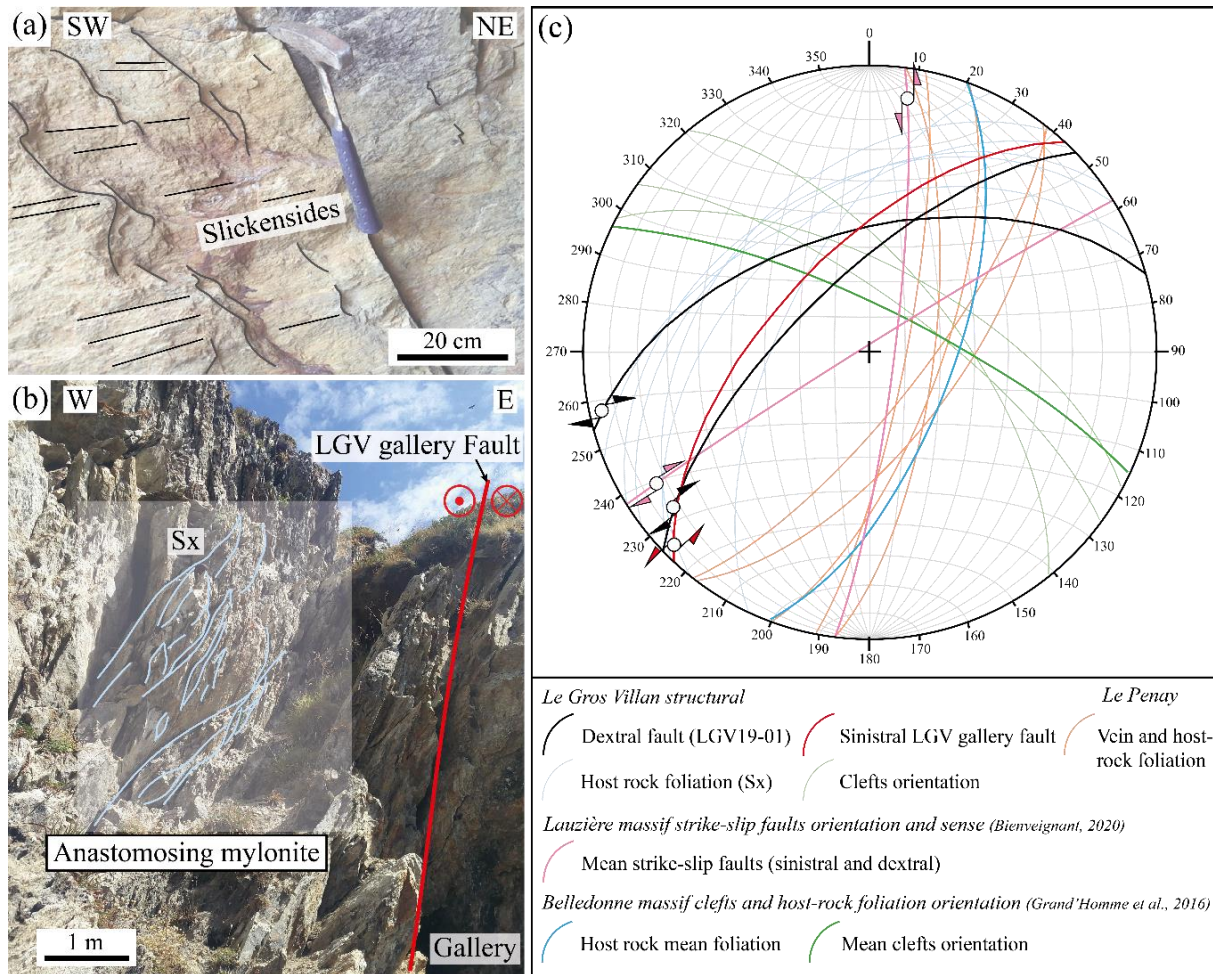 (a)
SW
NE
Slickensides
20 cm
(b)
W
E
LGV gallery Fault
Sx
Anastomosing mylonite
1 m
Gallery
(c)
0
10
20
30
40
50
60
70
80
90
100
110
120
130
140
150
160
170
180
190
200
210
220
230
240
250
260
270
280
290
300
310
320
330
340
350
Le Gros Villan structural
Le Penay
Dextral fault (LGV19-01)
Sinistral LGV gallery fault
Vein and host-
rock foliation
Host rock foliation (Sx)
Clefts orientation
Lauzière massif strike-slip faults orientation and sense (Bienveignant, 2020)
Mean strike-slip faults (sinistral and dextral)
Belledonne massif clefts and host-rock foliation orientation (Grand'Homme et al., 2016)
Host rock mean foliation
Mean clefts orientation